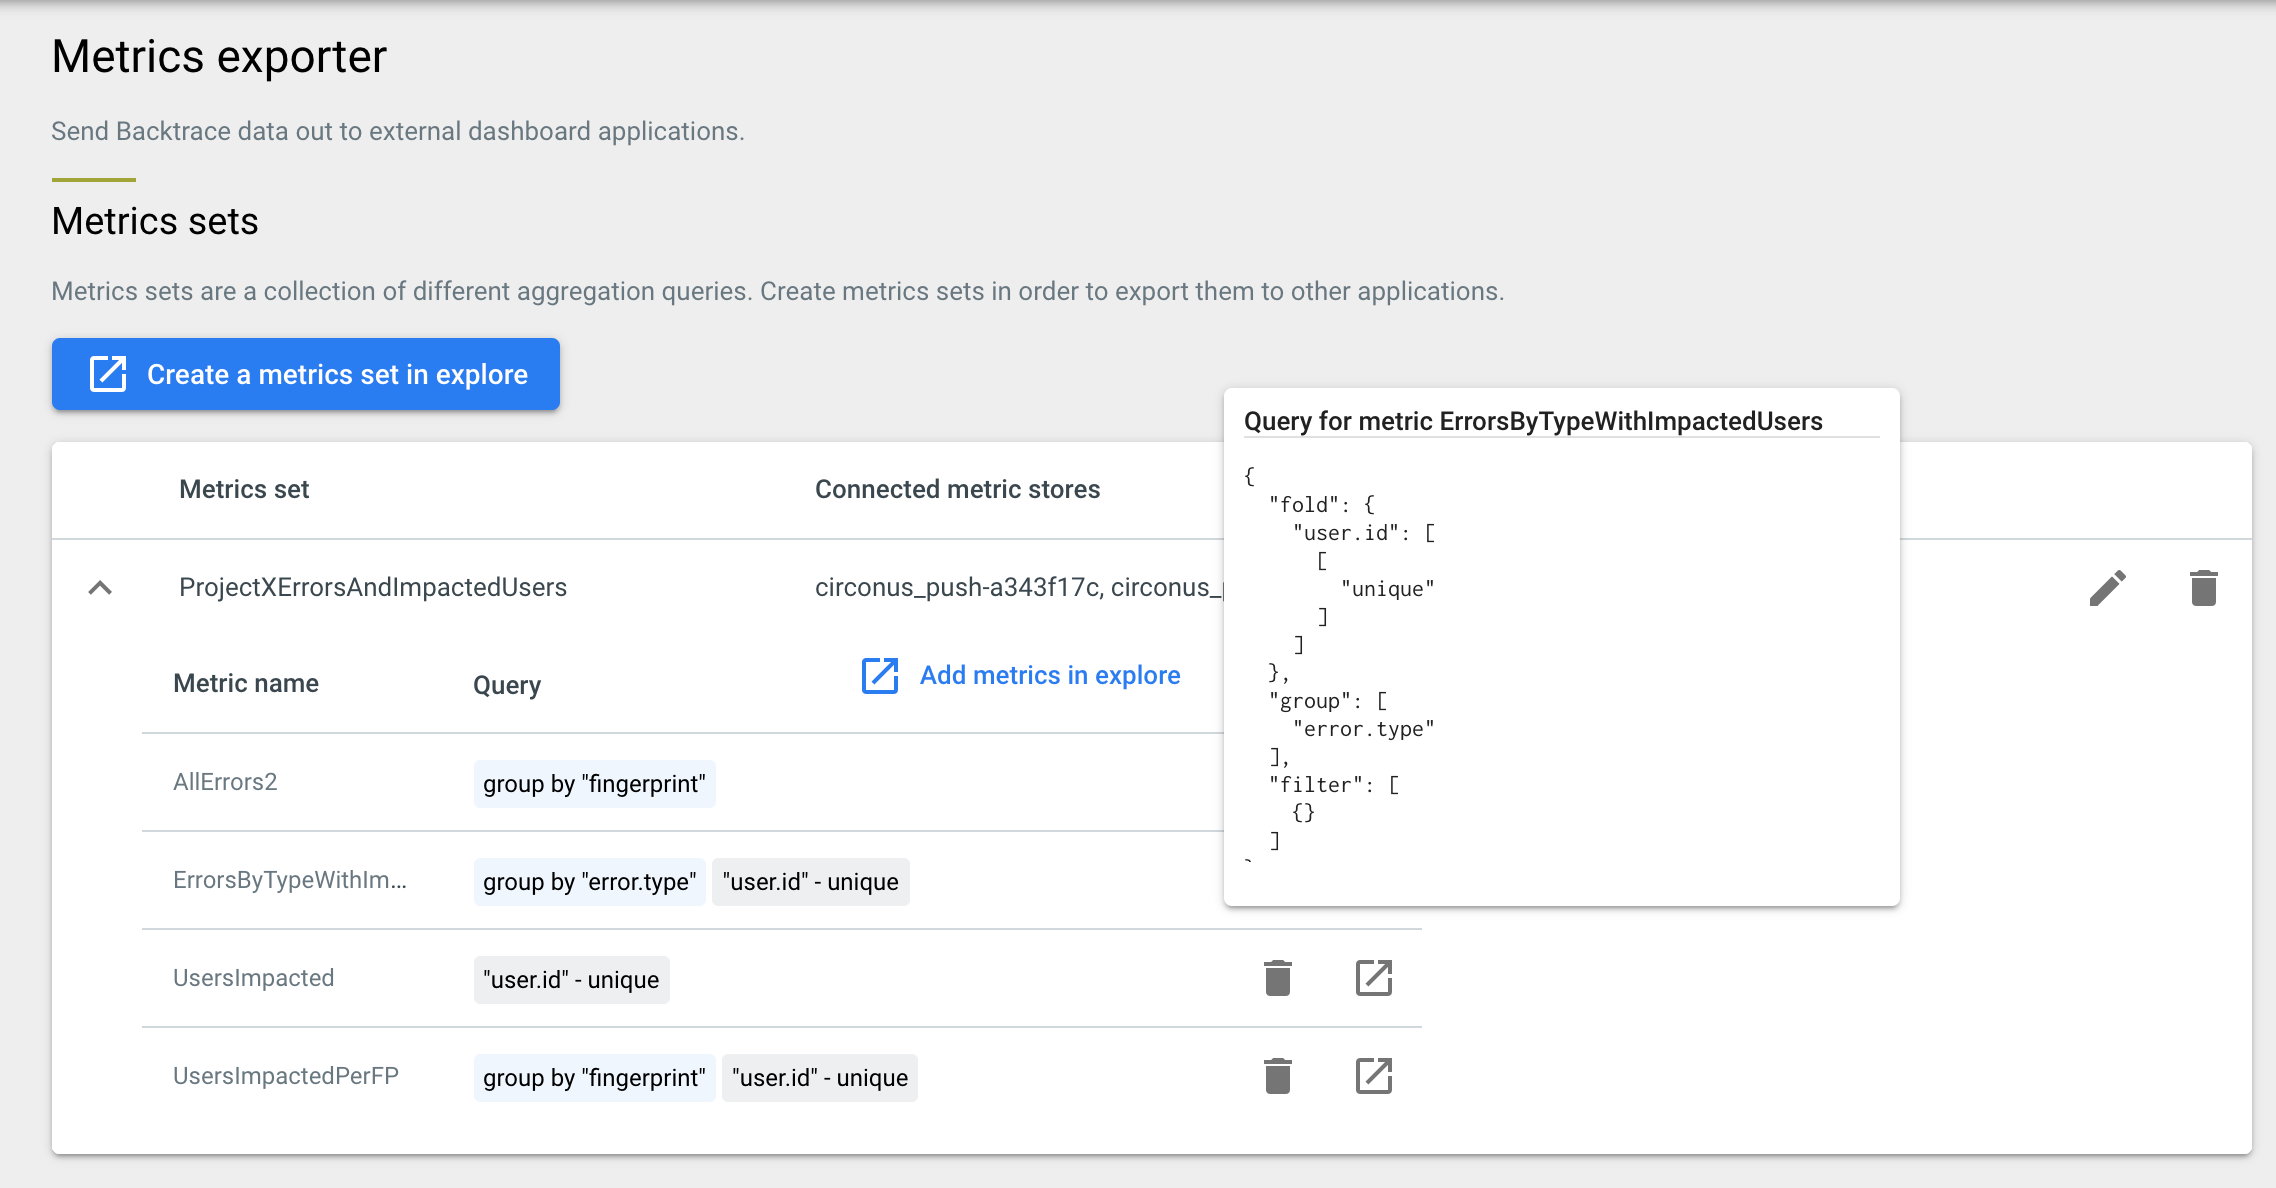 Metrics exporter
Send Backtrace data out to external dashboard applications.
Metrics sets
Metrics sets are a collection of different aggregation queries. Create metrics sets in order to export them to other applications.
Create a metrics set in explore
Metrics set
Connected metric stores
ProjectXErrorsAndImpactedUsers
circonus_push-a343f17c, circonus_
Metric name
Query
Add metrics in explore
AllErrors2
group by "fingerprint"
ErrorsByTypeWithIm...
group by "error.type"
"user.id" - unique
UsersImpacted
"user.id" - unique
UsersImpactedPerFP
group by "fingerprint"
"user.id" - unique
Query for metric ErrorsByTypeWithImpactedUsers
{
"fold": {
"user.id": [
[
"unique"
]
]
},
"group": [
"error.type"
],
"filter": [
{}
]